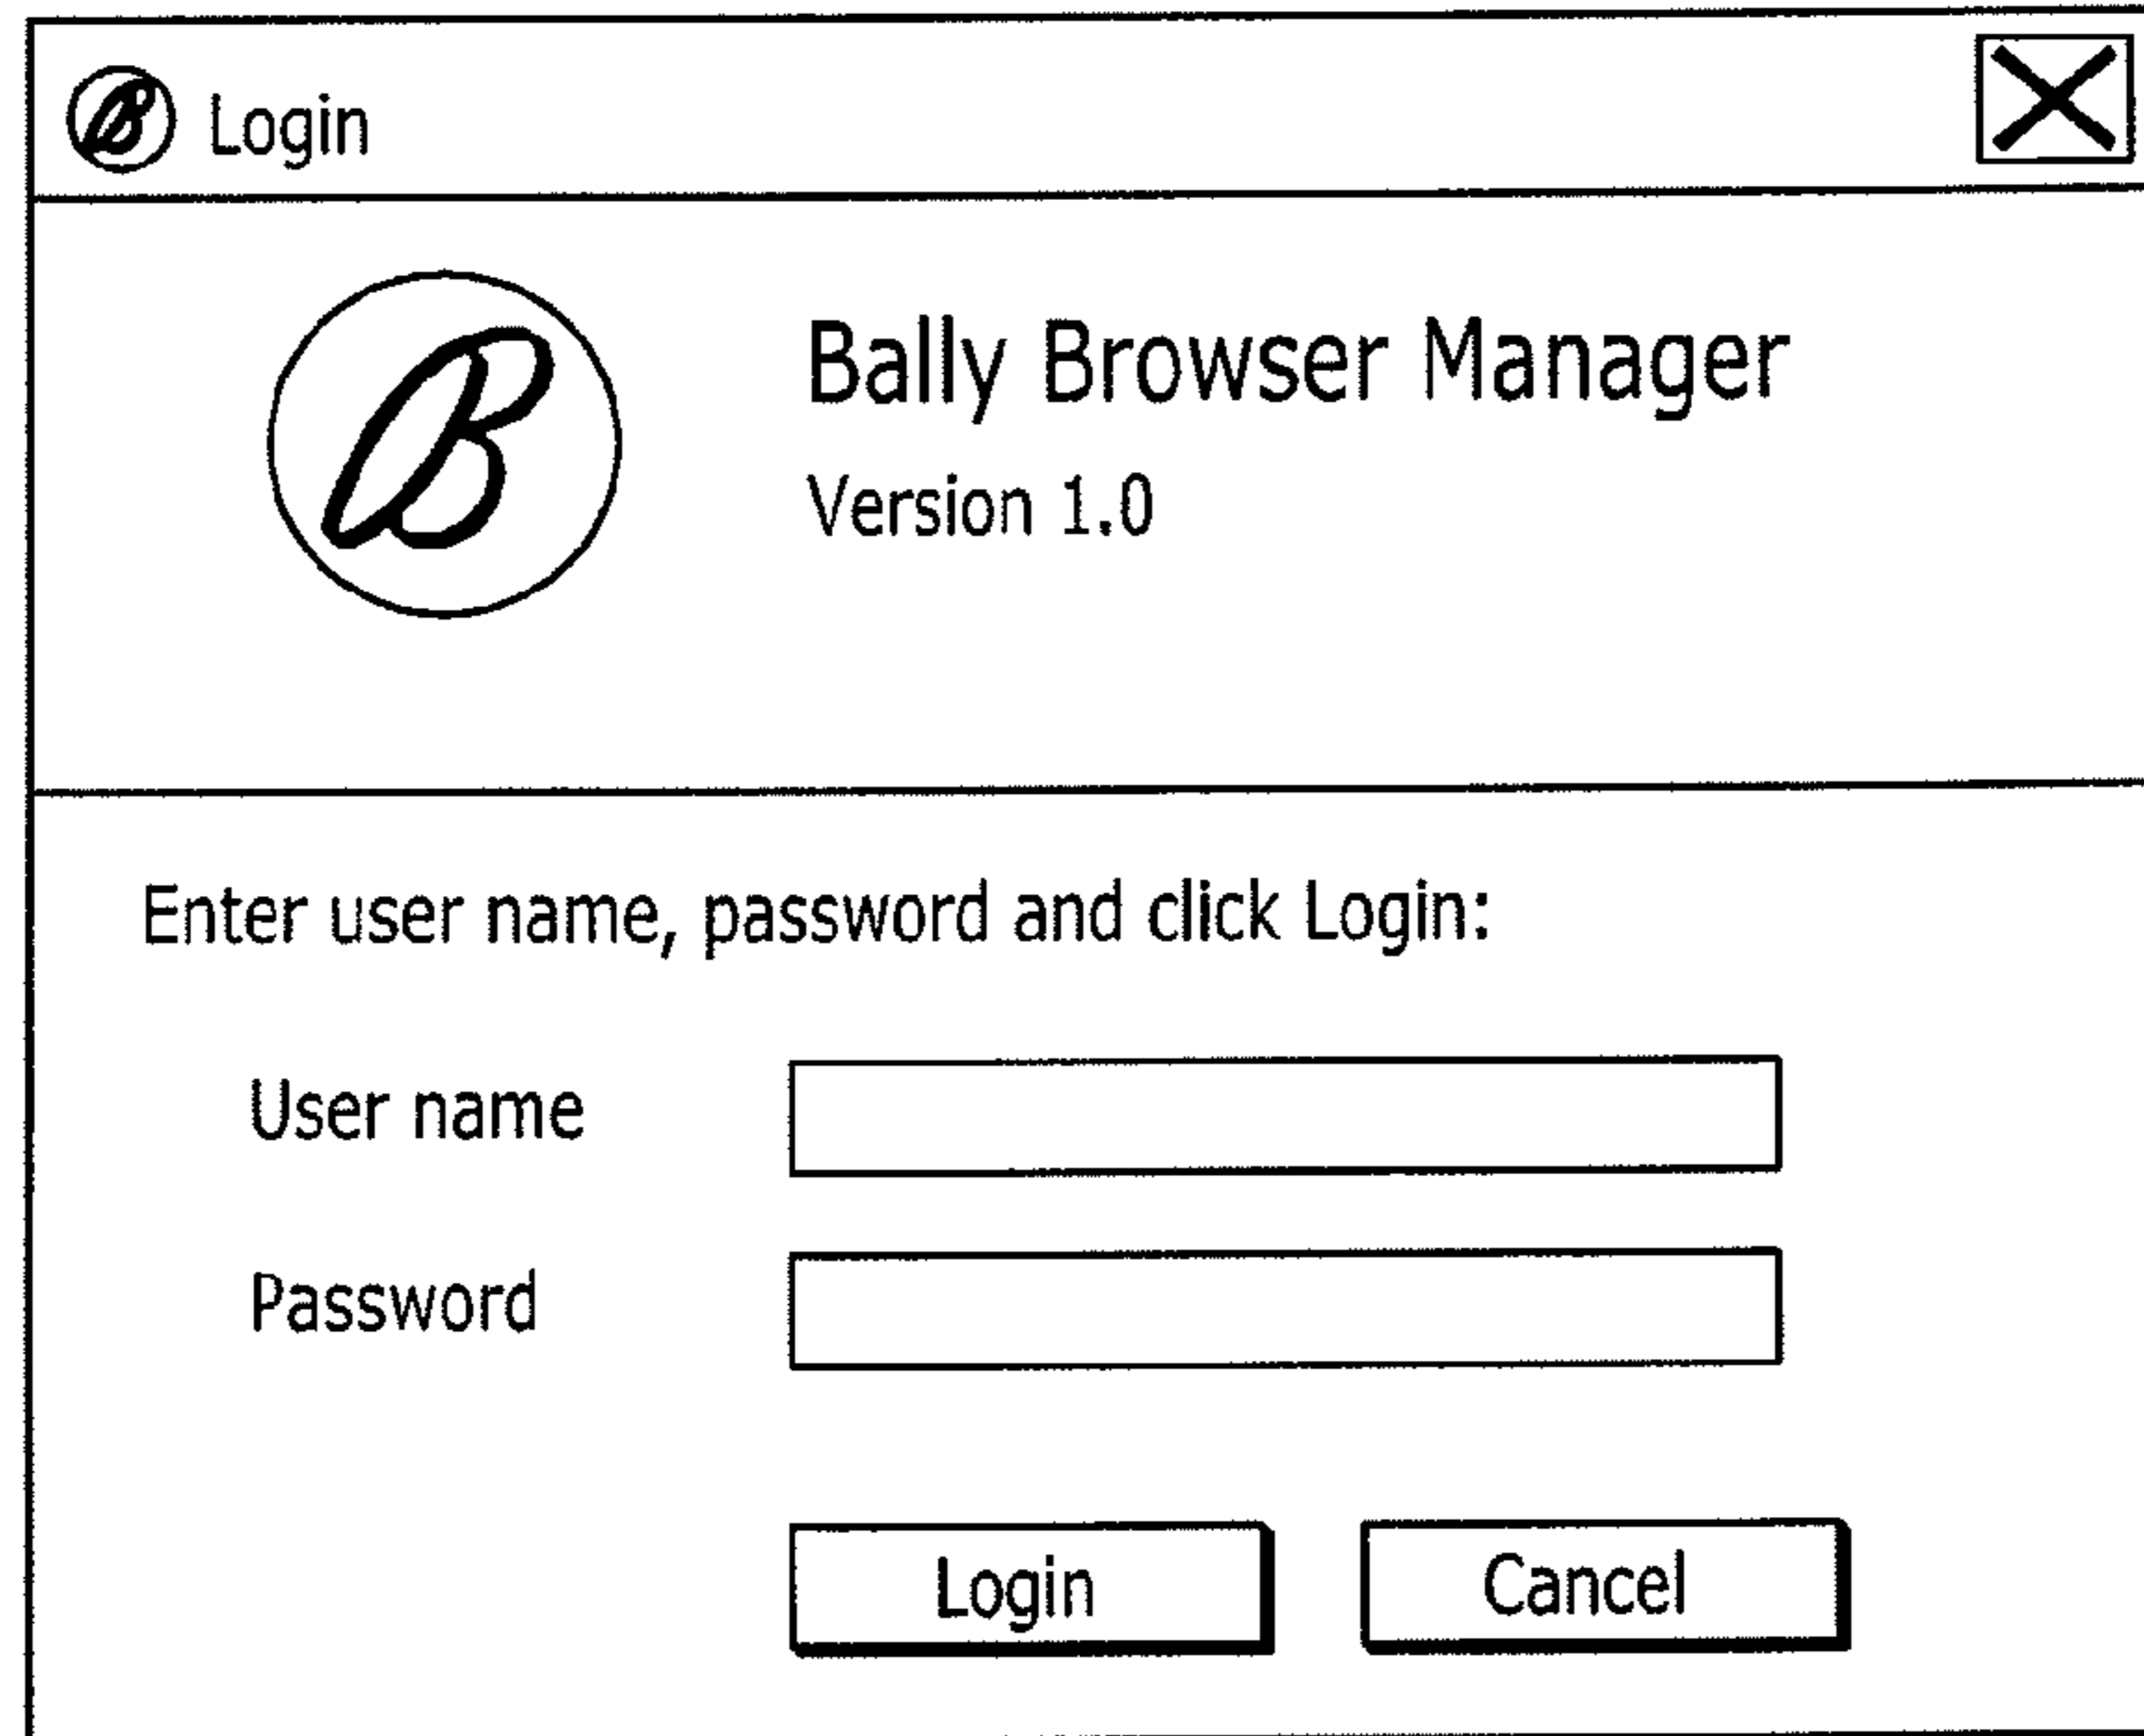 B Login
B
Bally Browser Manager
Version 1.0
Enter user name, password and click Login:
User name
Password
Login Cancel